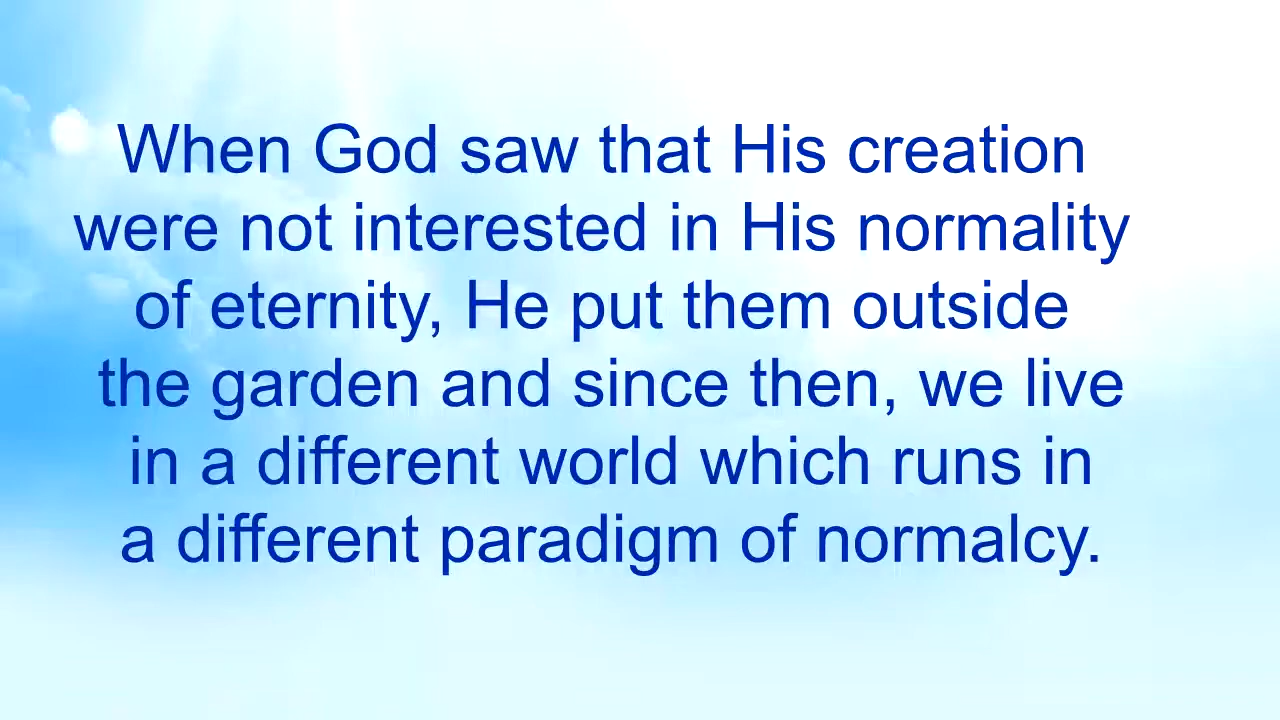 When God saw that His creation
were not interested in His normality
of eternity, He put them outside
the garden and since then, we live
in a different world which runs in
a different paradigm of normalcy.